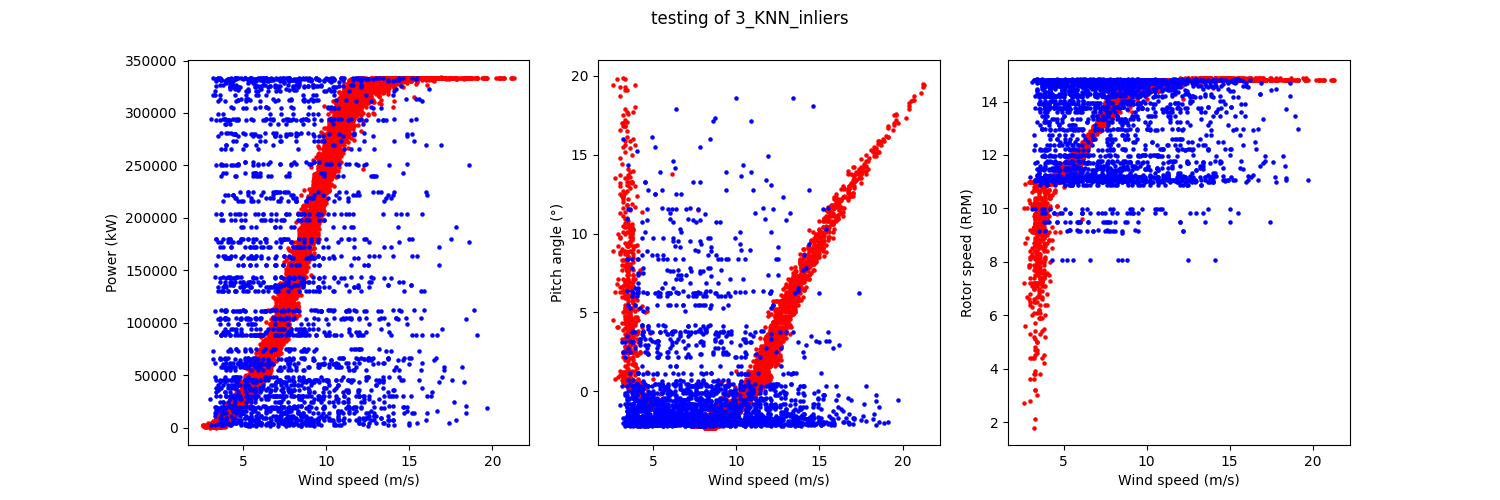 testing of 3_KNN_inliers
350000
300000
250000
200000
150000
100000
50000
0
Power (kW)
5 10 15 20
Wind speed (m/s)
20
15
10
5
0
Pitch angle (°)
5 10 15 20
Wind speed (m/s)
14
12
10
8
6
4
2
Rotor speed (RPM)
5 10 15 20
Wind speed (m/s)